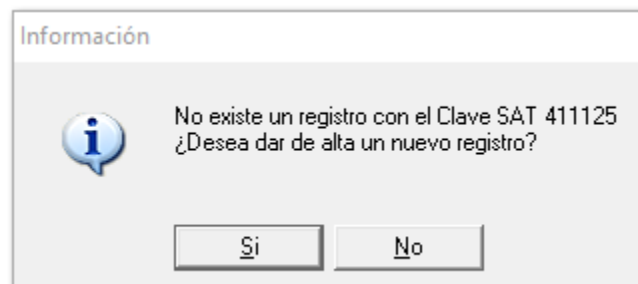 Información
No existe un registro con el Clave SAT 411125
¿Desea dar de alta un nuevo registro?
Si No